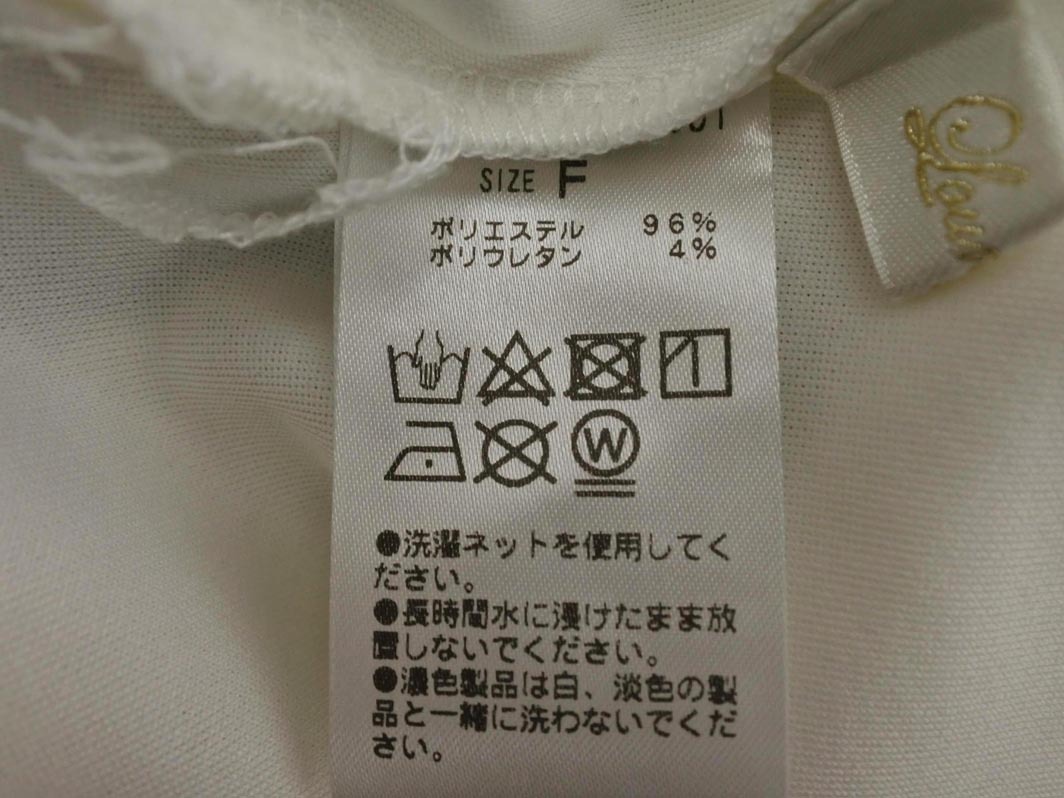 SIZE F
ポリエステル 96%
ポリウレタン 4%
W
●洗濯ネットを使用してく
ださい。
●長時間水に浸けたまま放
置しないでください。
●濃色製品は白、淡色の製
品と一緒に洗わないでくだ
さい。